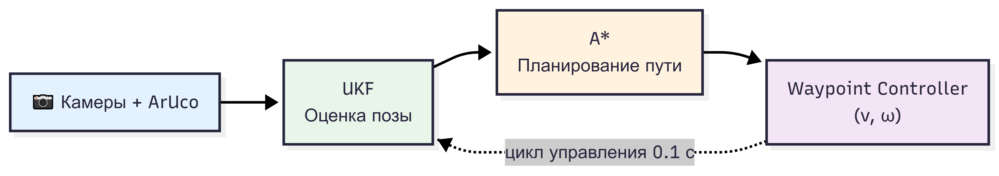 Камеры + ArUco
UKF
Оценка позы
A*
Планирование пути
Waypoint Controller
(v, ω)
цикл управления 0.1 с